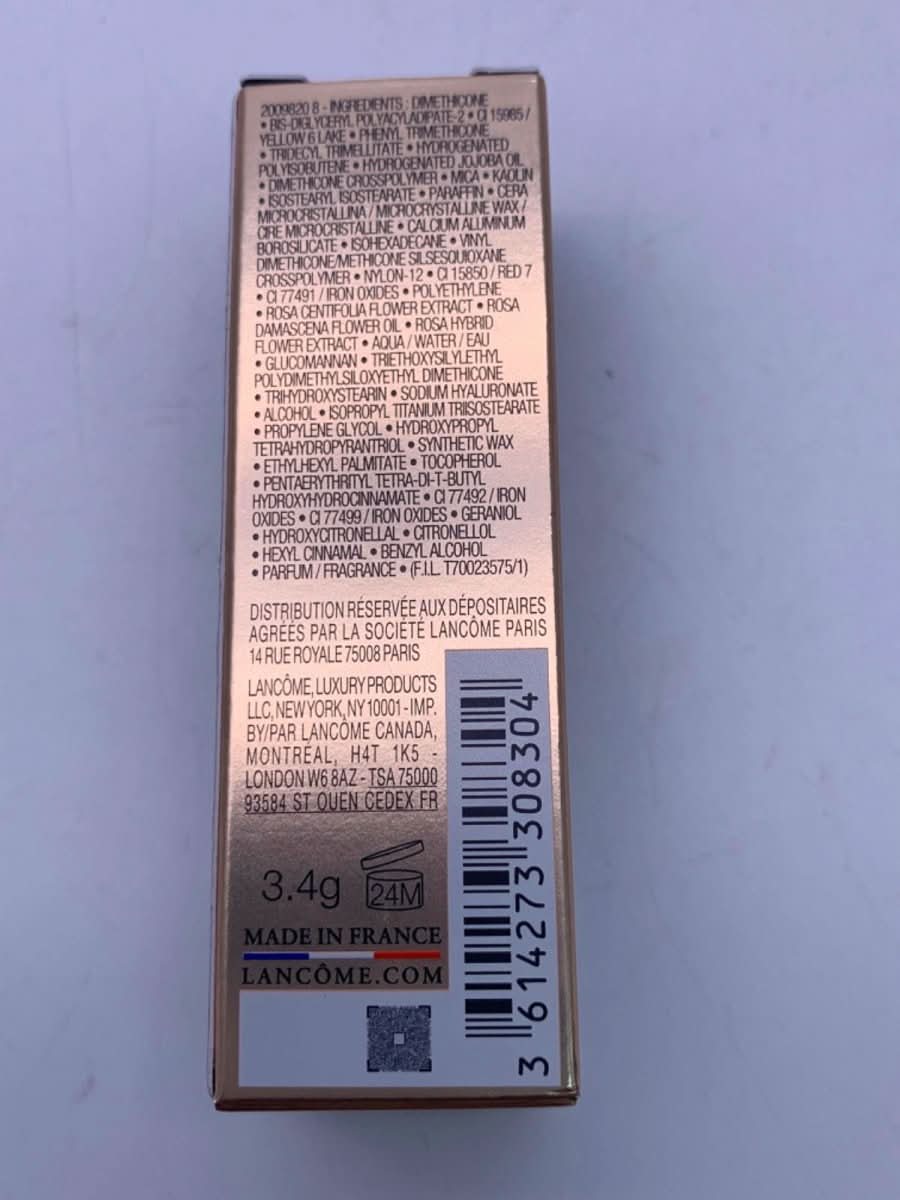 2009820 8 - INGREDIENTS : DIMETHICONE
• BIS-DIGLYCERYL POLYACYLADIPATE-2 • CI 15985 /
YELLOW 6 LAKE • PHENYL TRIMETHICONE
• TRIDECYL TRIMELLITATE • HYDROGENATED
POLYISOBUTENE • HYDROGENATED JOJOBA OIL
• DIMETHICONE CROSSPOLYMER • MICA • KAOLIN
• ISOSTEARYL ISOSTEARATE • PARAFFIN • CERA
MICROCRISTALLINA / MICROCRYSTALLINE WAX /
CIRE MICROCRISTALLINE • CALCIUM ALUMINUM
BOROSILICATE • ISOHEXADECANE • VINYL
DIMETHICONE/METHICONE SILSESQUIOXANE
CROSSPOLYMER • NYLON-12 • CI 15850 / RED 7
• CI 77491 / IRON OXIDES • POLYETHYLENE
• ROSA CENTIFOLIA FLOWER EXTRACT • ROSA
DAMASCENA FLOWER OIL • ROSA HYBRID
FLOWER EXTRACT • AQUA / WATER / EAU
• GLUCOMANNAN • TRIETHOXYSILYLETHYL
POLYDIMETHYLSILOXYETHYL DIMETHICONE
• TRIHYDROXYSTEARIN • SODIUM HYALURONATE
• ALCOHOL • ISOPROPYL TITANIUM TRIISOSTEARATE
• PROPYLENE GLYCOL • HYDROXYPROPYL
TETRAHYDROPYRANTRIOL • SYNTHETIC WAX
• ETHYLHEXYL PALMITATE • TOCOPHEROL
• PENTAERYTHRITYL TETRA-DI-T-BUTYL
HYDROXYHYDROCINNAMATE • CI 77492 / IRON
OXIDES • CI 77499 / IRON OXIDES • GERANIOL
• HYDROXYCITRONELLAL • CITRONELLOL
• HEXYL CINNAMAL • BENZYL ALCOHOL
• PARFUM / FRAGRANCE • (F.I.L. T70023575/1)
DISTRIBUTION RÉSERVÉE AUX DÉPOSITAIRES
AGRÉÉS PAR LA SOCIÉTÉ LANCÔME PARIS
14 RUE ROYALE 75008 PARIS
LANCÔME, LUXURY PRODUCTS
LLC, NEW YORK, NY 10001 - IMP.
BY/PAR LANCÔME CANADA,
MONTRÉAL, H4T 1K5 -
LONDON W6 8AZ - TSA 75000
93584 ST OUEN CEDEX FR
3.4g
24M
MADE IN FRANCE
LANCÔME.COM
3 614273 308304